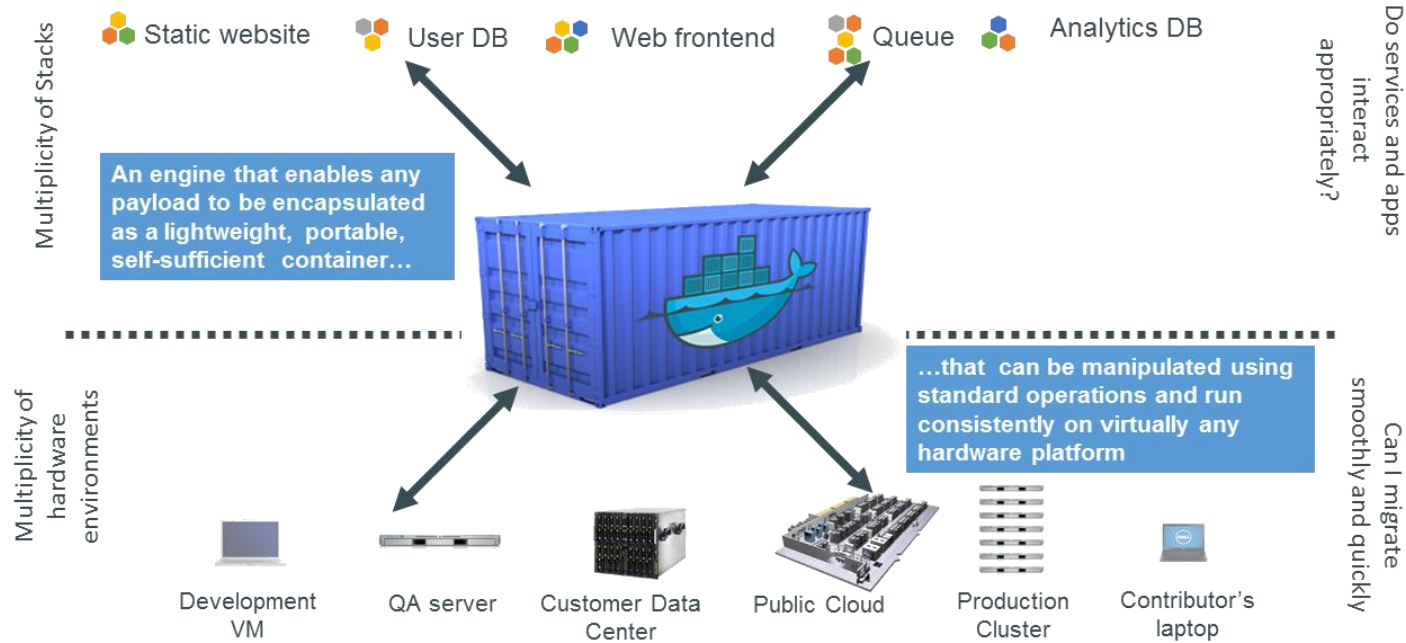 Static website
User DB
Web frontend
Queue
Analytics DB
Multiplicity of Stacks
Do services and apps
interact
appropriately?
An engine that enables any
payload to be encapsulated
as a lightweight, portable,
self-sufficient container…
…that can be manipulated using
standard operations and run
consistently on virtually any
hardware platform
Multiplicity of
hardware
environments
Can I migrate
smoothly and quickly
Development
VM
QA server
Customer Data
Center
Public Cloud
Production
Cluster
Contributor’s
laptop
DELL